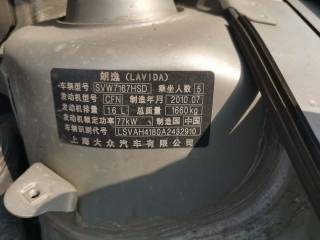 朗逸 (LAVIDA)
车辆型号 SVW7167HSD 乘坐人数 5
发动机型号 CFN 制造年月 2010.07
发动机排量 1.6 L 总质量 1660kg
发动机额定功率 77kW 制造国 中国
车辆识别代号 LSVAH4180A2432910
上海大众汽车有限公司